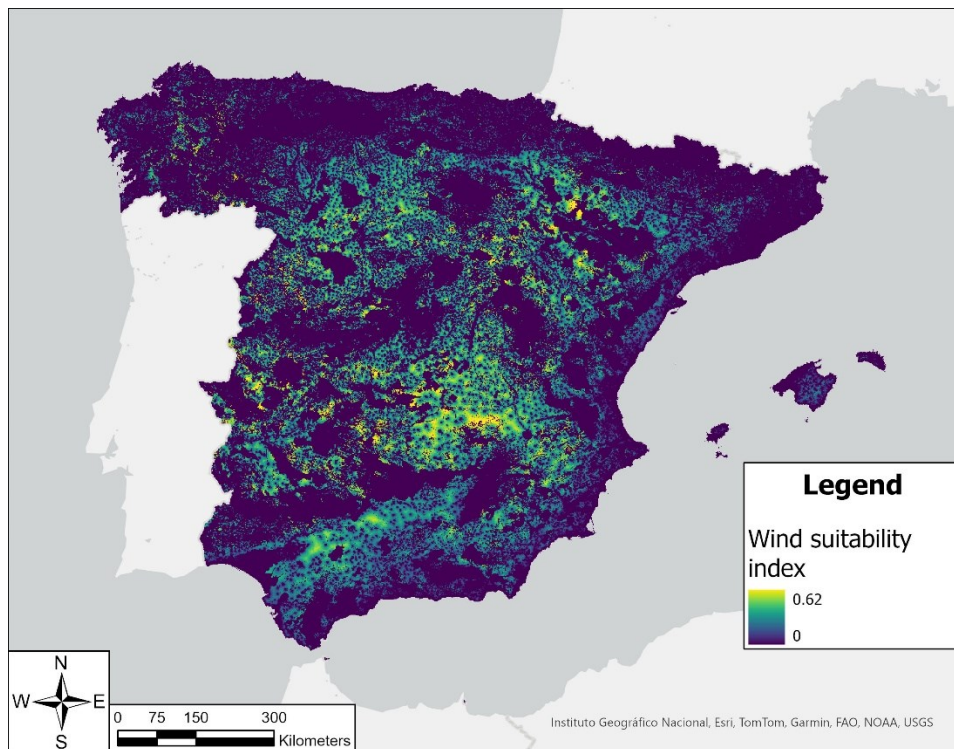 Legend
Wind suitability
index
0.62
0
N
W E
S
0 75 150 300
Kilometers
Instituto Geográfico Nacional, Esri, TomTom, Garmin, FAO, NOAA, USGS